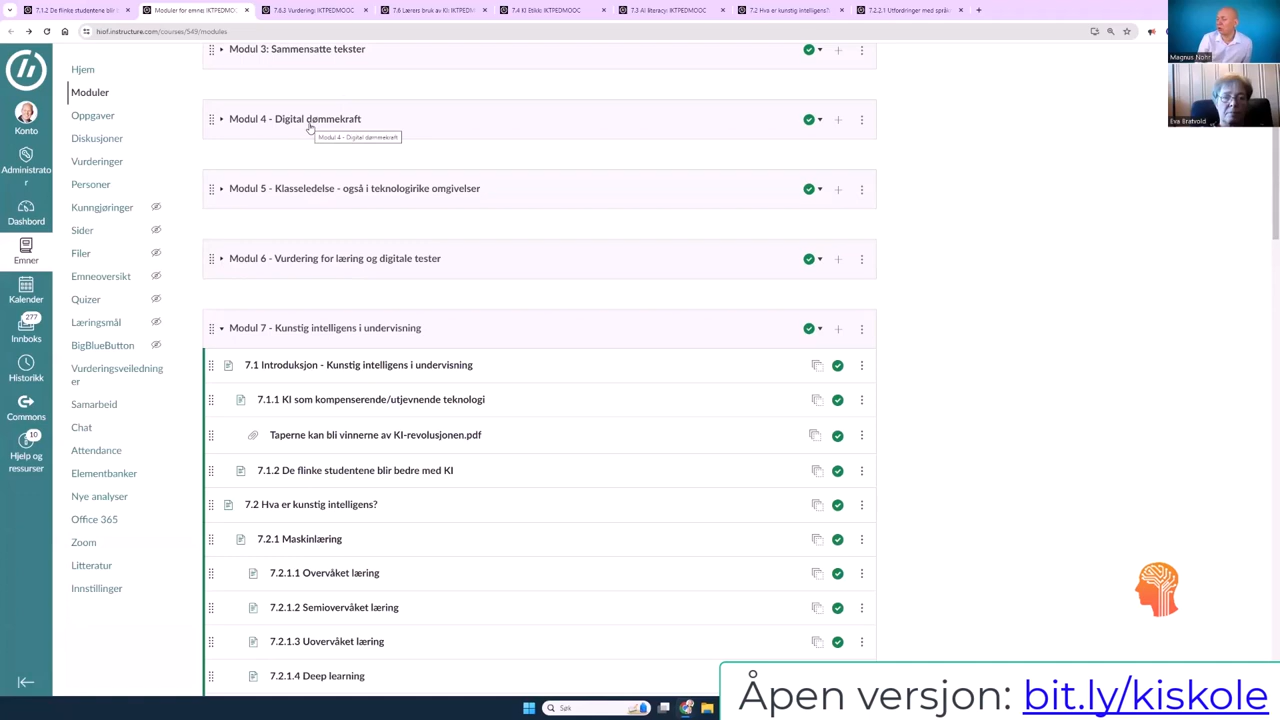 7.1.2 De flinke studentene blir
Moduler for emne: IKTPEDMOOC
7.6.3 Vurdering: IKTPEDMOOC
7.6 Lærers bruk av KI: IKTPEDM
7.4 KI Etikk: IKTPEDMOOC
7.3 AI literacy: IKTPEDMOOC
7.2 Hva er kunstig intelligens?:
7.2.2.1 Utfordringer med språk
hiof.instructure.com/courses/549/modules
Magnus Nohr
Eva Bratvold
Konto
Administrato
r
Dashbord
Emner
Kalender
277
Innboks
Historikk
Commons
10
Hjelp og
ressurser
Hjem
Moduler
Oppgaver
Diskusjoner
Vurderinger
Personer
Kunngjøringer
Sider
Filer
Emneoversikt
Quizer
Læringsmål
BigBlueButton
Vurderingsveiledning
er
Samarbeid
Chat
Attendance
Elementbanker
Nye analyser
Office 365
Zoom
Litteratur
Innstillinger
Modul 3: Sammensatte tekster
Modul 4 - Digital dømmekraft
Modul 4 - Digital dømmekraft
Modul 5 - Klasseledelse - også i teknologirike omgivelser
Modul 6 - Vurdering for læring og digitale tester
Modul 7 - Kunstig intelligens i undervisning
7.1 Introduksjon - Kunstig intelligens i undervisning
7.1.1 KI som kompenserende/utjevnende teknologi
Taperne kan bli vinnerne av KI-revolusjonen.pdf
7.1.2 De flinke studentene blir bedre med KI
7.2 Hva er kunstig intelligens?
7.2.1 Maskinlæring
7.2.1.1 Overvåket læring
7.2.1.2 Semiovervåket læring
7.2.1.3 Uovervåket læring
7.2.1.4 Deep learning
Søk
Åpen versjon: bit.ly/kiskole